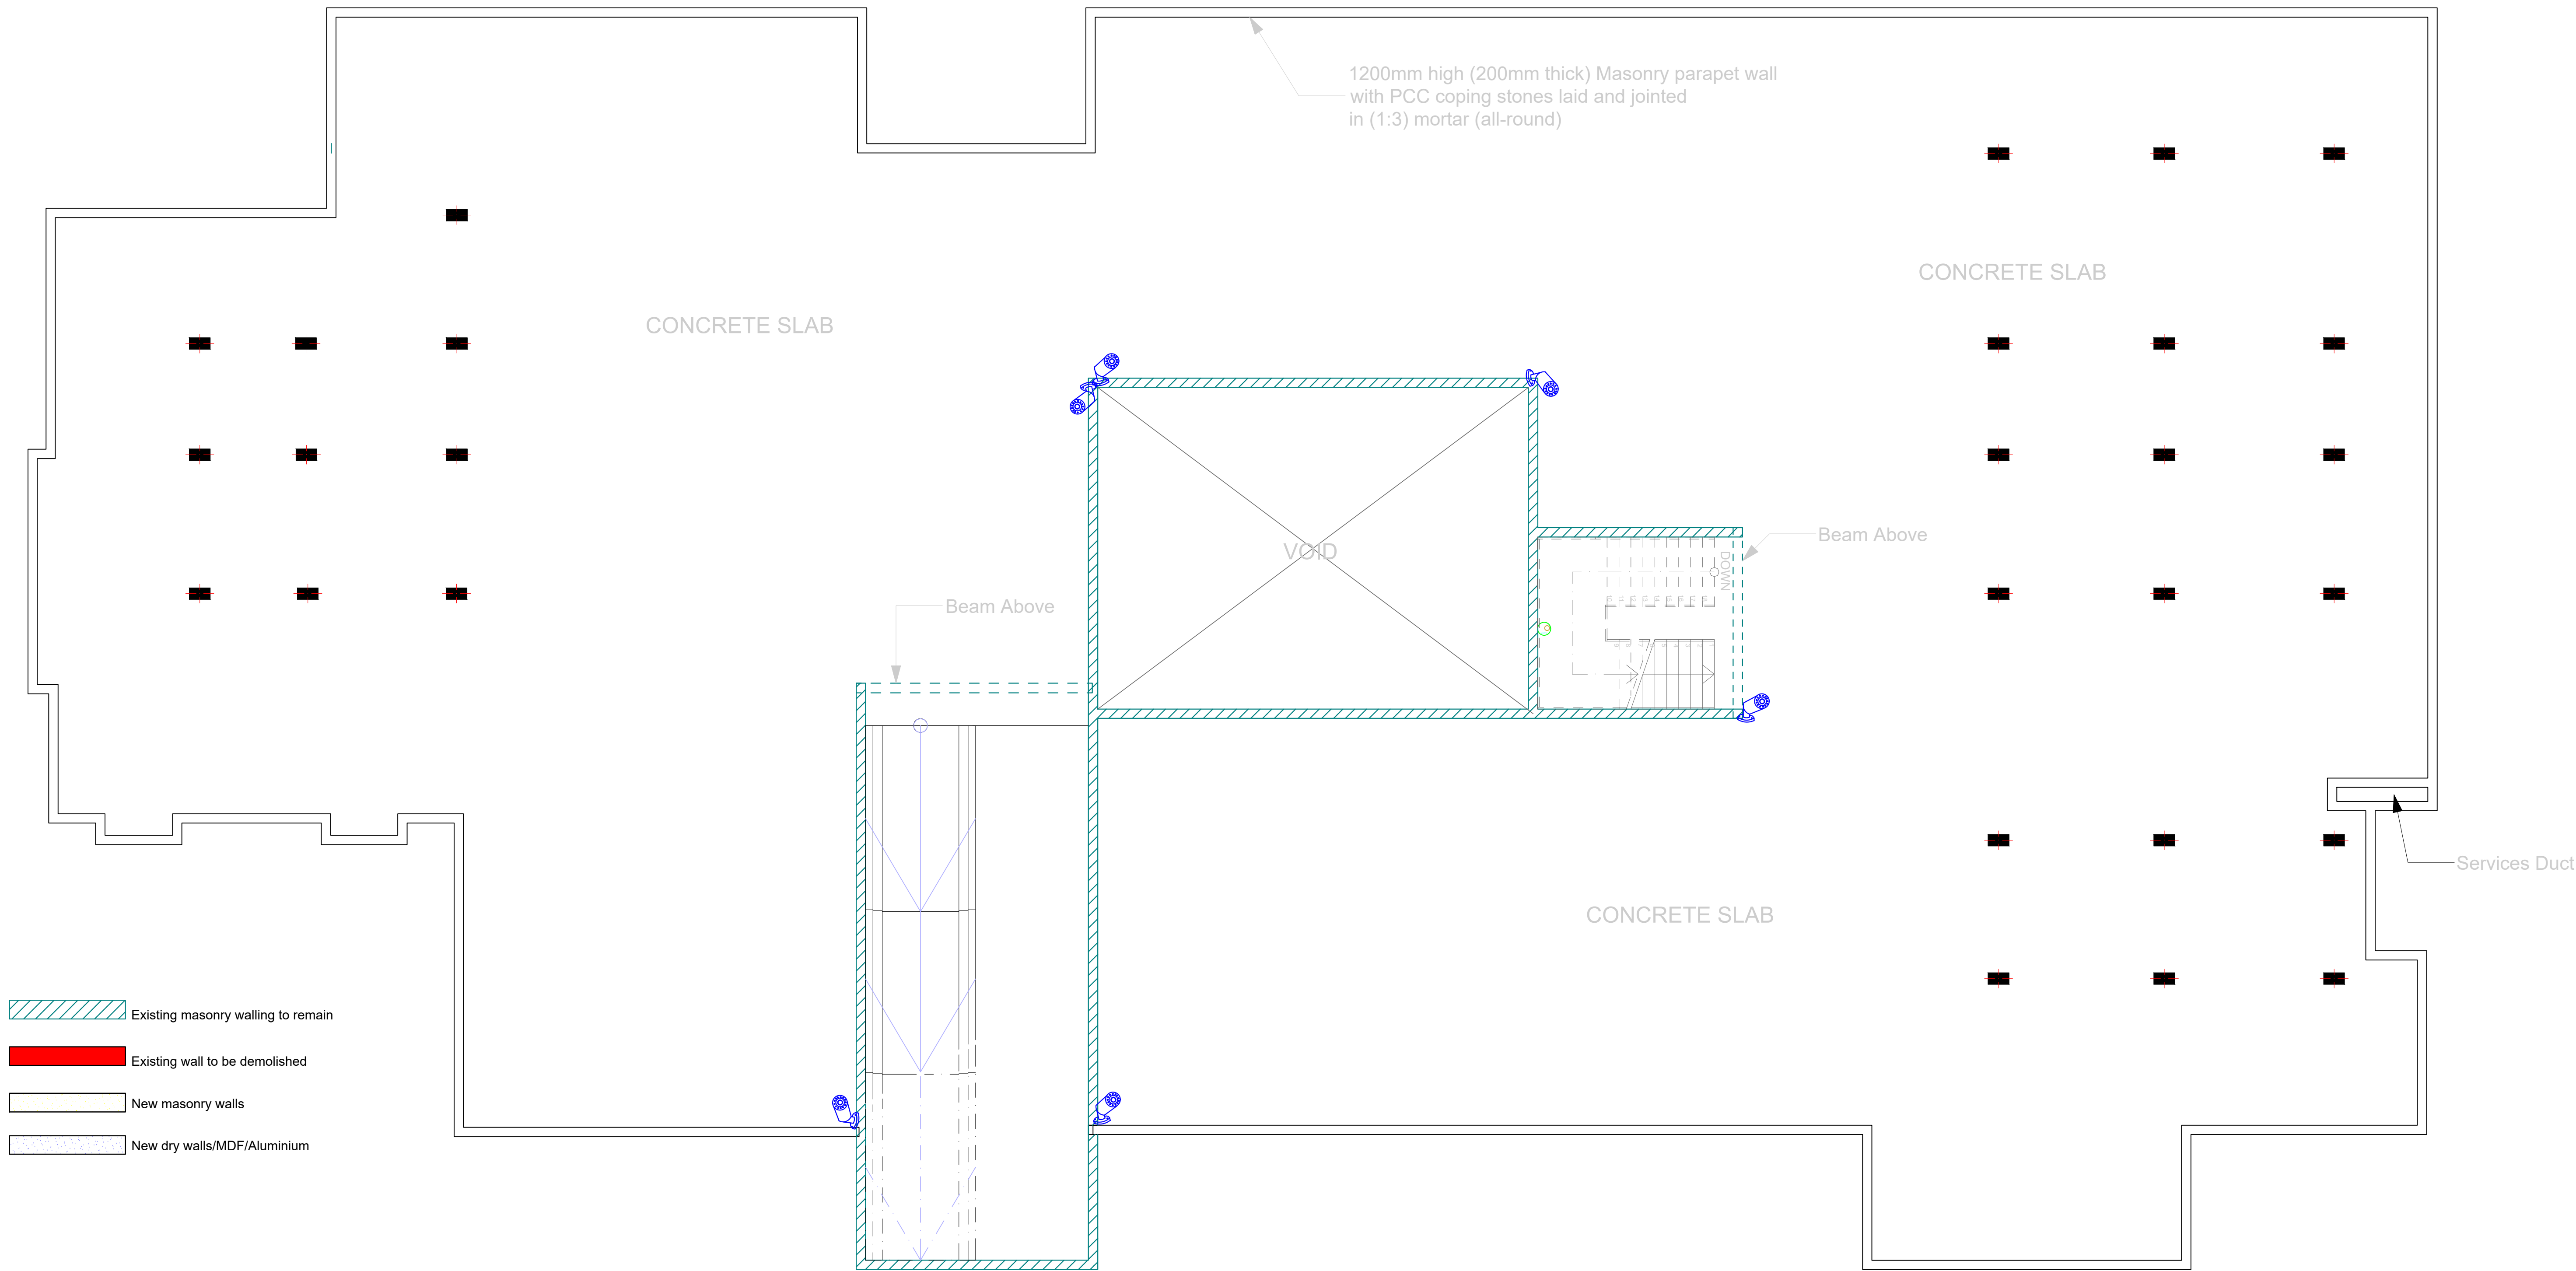 1200mm high (200mm thick) Masonry parapet wall
with PCC coping stones laid and jointed
in (1:3) mortar (all-round)
CONCRETE SLAB
CONCRETE SLAB
VOID
Beam Above
DOWN
Beam Above
Services Duct
CONCRETE SLAB
Existing masonry walling to remain
Existing wall to be demolished
New masonry walls
New dry walls/MDF/Aluminium